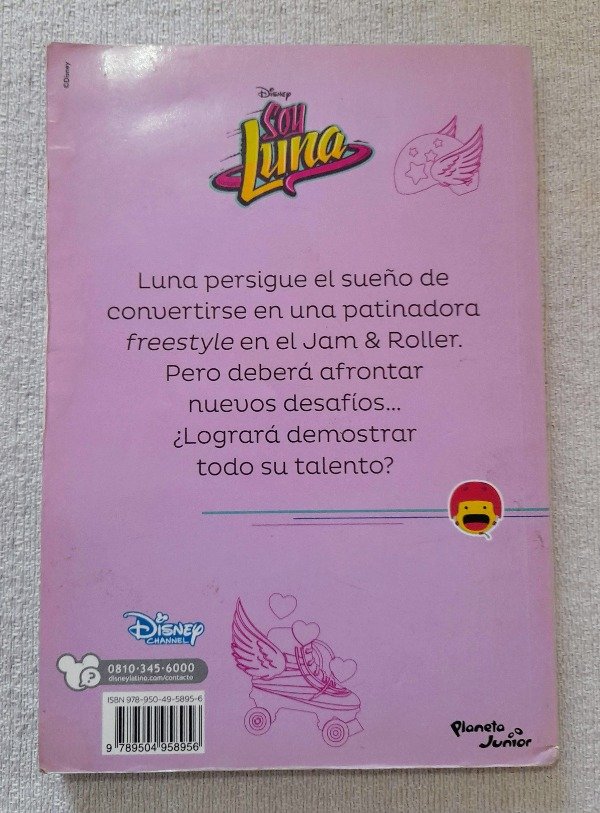 ©Disney
Disney
SOY
Luna
Luna persigue el sueño de
convertirse en una patinadora
freestyle en el Jam & Roller.
Pero deberá afrontar
nuevos desafíos...
¿Logrará demostrar
todo su talento?
Disney
CHANNEL
?
0810·345·6000
disneylatino.com/contacto
ISBN 978-950-49-5895-6
9 789504 958956
Planeta
Junior